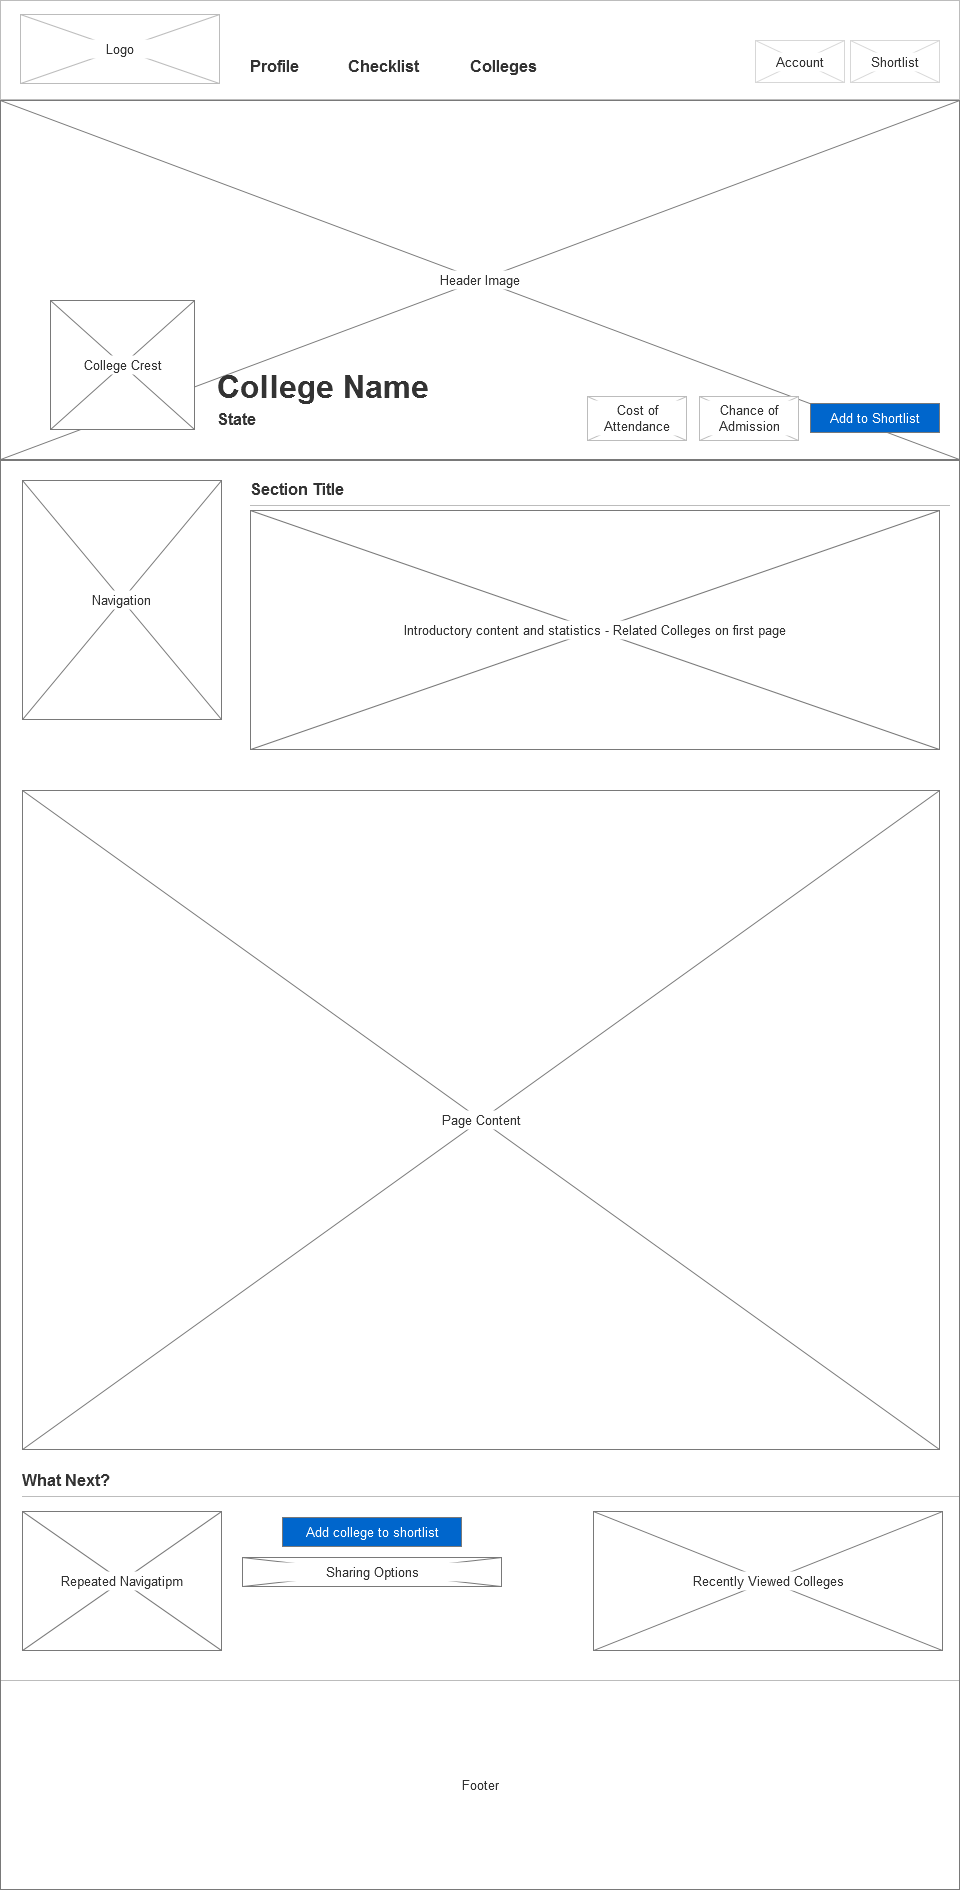 Logo
Profile
Checklist
Colleges
Account
Shortlist
Header Image
College Crest
College Name
State
Cost of
Attendance
Chance of
Admission
Add to Shortlist
Navigation
Section Title
Introductory content and statistics - Related Colleges on first page
Page Content
What Next?
Repeated Navigatipm
Add college to shortlist
Sharing Options
Recently Viewed Colleges
Footer